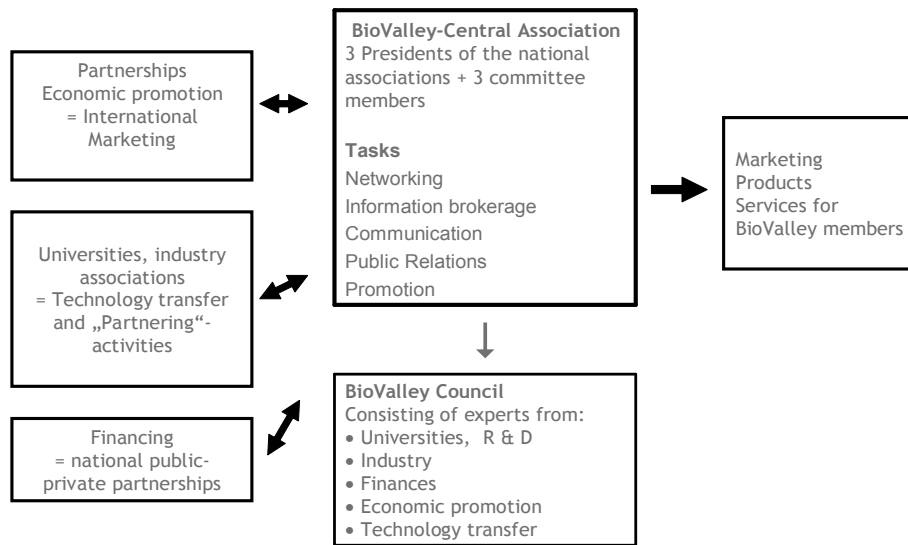 Partnerships
Economic promotion
= International
Marketing
Universities, industry
associations
= Technology transfer
and „Partnering“-
activities
Financing
= national public-
private partnerships
BioValley-Central Association
3 Presidents of the national
associations + 3 committee
members
Tasks
Networking
Information brokerage
Communication
Public Relations
Promotion
BioValley Council
Consisting of experts from:
• Universities, R & D
• Industry
• Finances
• Economic promotion
• Technology transfer
Marketing
Products
Services for
BioValley members